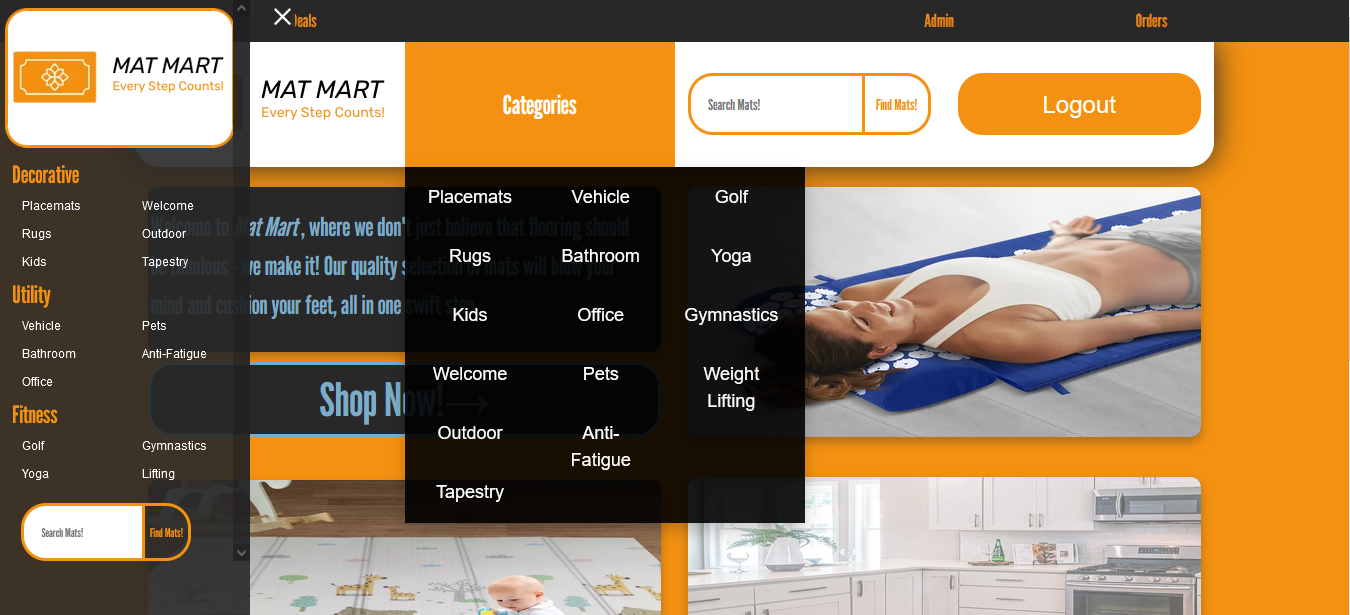 Deals
Admin
Orders
MAT MART
Every Step Counts!
MAT MART
Every Step Counts!
Categories
Search Mats!
Find Mats!
Logout
Decorative
Placemats
Welcome
Rugs
Outdoor
Kids
Tapestry
Utility
Vehicle
Pets
Bathroom
Anti-Fatigue
Office
Fitness
Golf
Gymnastics
Yoga
Lifting
Search Mats!
Find Mats!
Placemats
Vehicle
Golf
Rugs
Bathroom
Yoga
Kids
Office
Gymnastics
Welcome
Pets
Weight
Lifting
Outdoor
Anti-
Fatigue
Tapestry
Welcome to Mat Mart, where we don't just believe that flooring should
be fabulous - we make it! Our quality selection of mats will blow your
mind and cushion your feet, all in one swift step.
Shop Now!→